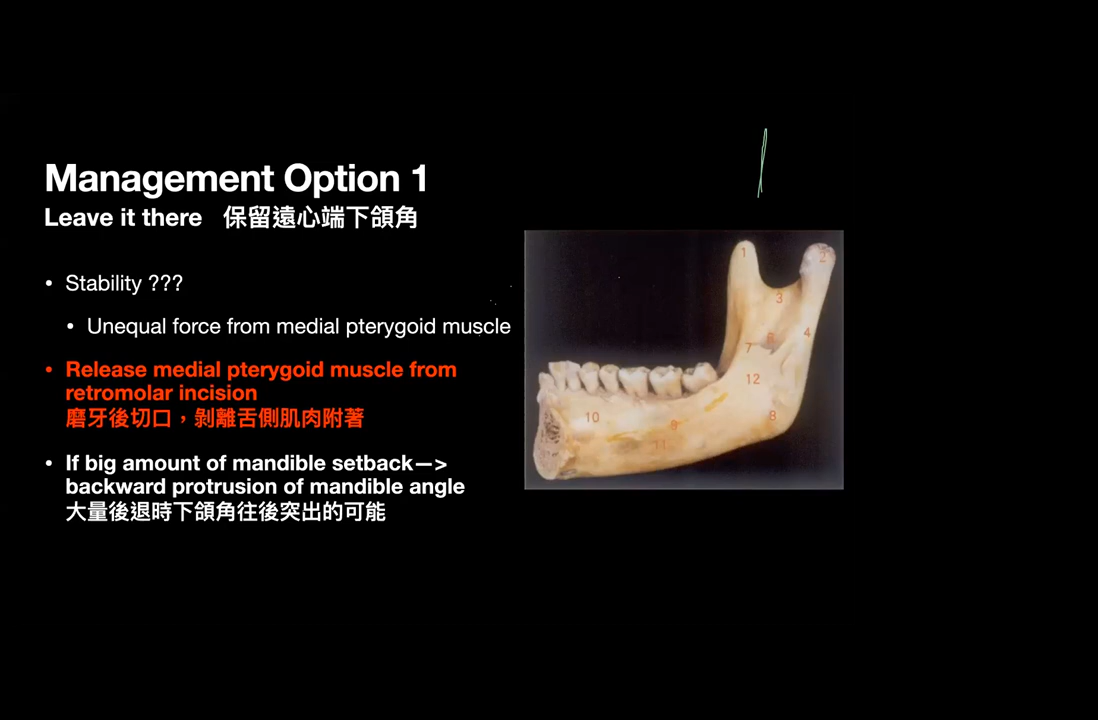 Management Option 1
Leave it there 保留遠心端下頜角
• Stability ???
• Unequal force from medial pterygoid muscle
• Release medial pterygoid muscle from
retromolar incision
磨牙後切口，剝離舌側肌肉附著
• If big amount of mandible setback—>
backward protrusion of mandible angle
大量後退時下頜角往後突出的可能
1
2
3
4
6
7
12
8
10
9
11